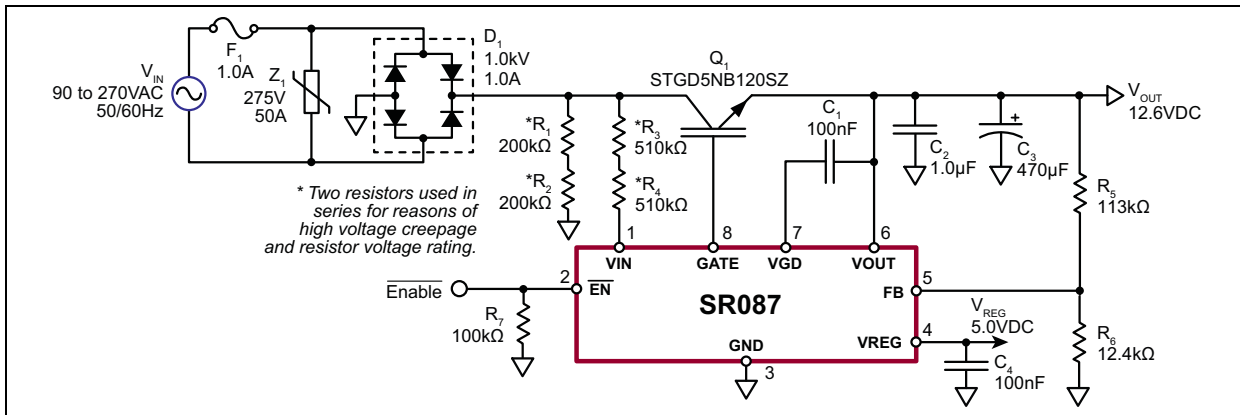 F1
1.0A
VIN
90 to 270VAC
50/60Hz
Z1
275V
50A
D1
1.0kV
1.0A
*R1
200kΩ
*R2
200kΩ
*R3
510kΩ
*R4
510kΩ
* Two resistors used in
series for reasons of
high voltage creepage
and resistor voltage rating.
Q1
STGD5NB120SZ
C1
100nF
C2
1.0µF
+
C3
470µF
VOUT
12.6VDC
R5
113kΩ
1
8
7
6
VIN
GATE
VGD
VOUT
Enable
2
EN
R7
100kΩ
SR087
FB
5
VREG
4
GND
3
VREG
5.0VDC
C4
100nF
R6
12.4kΩ